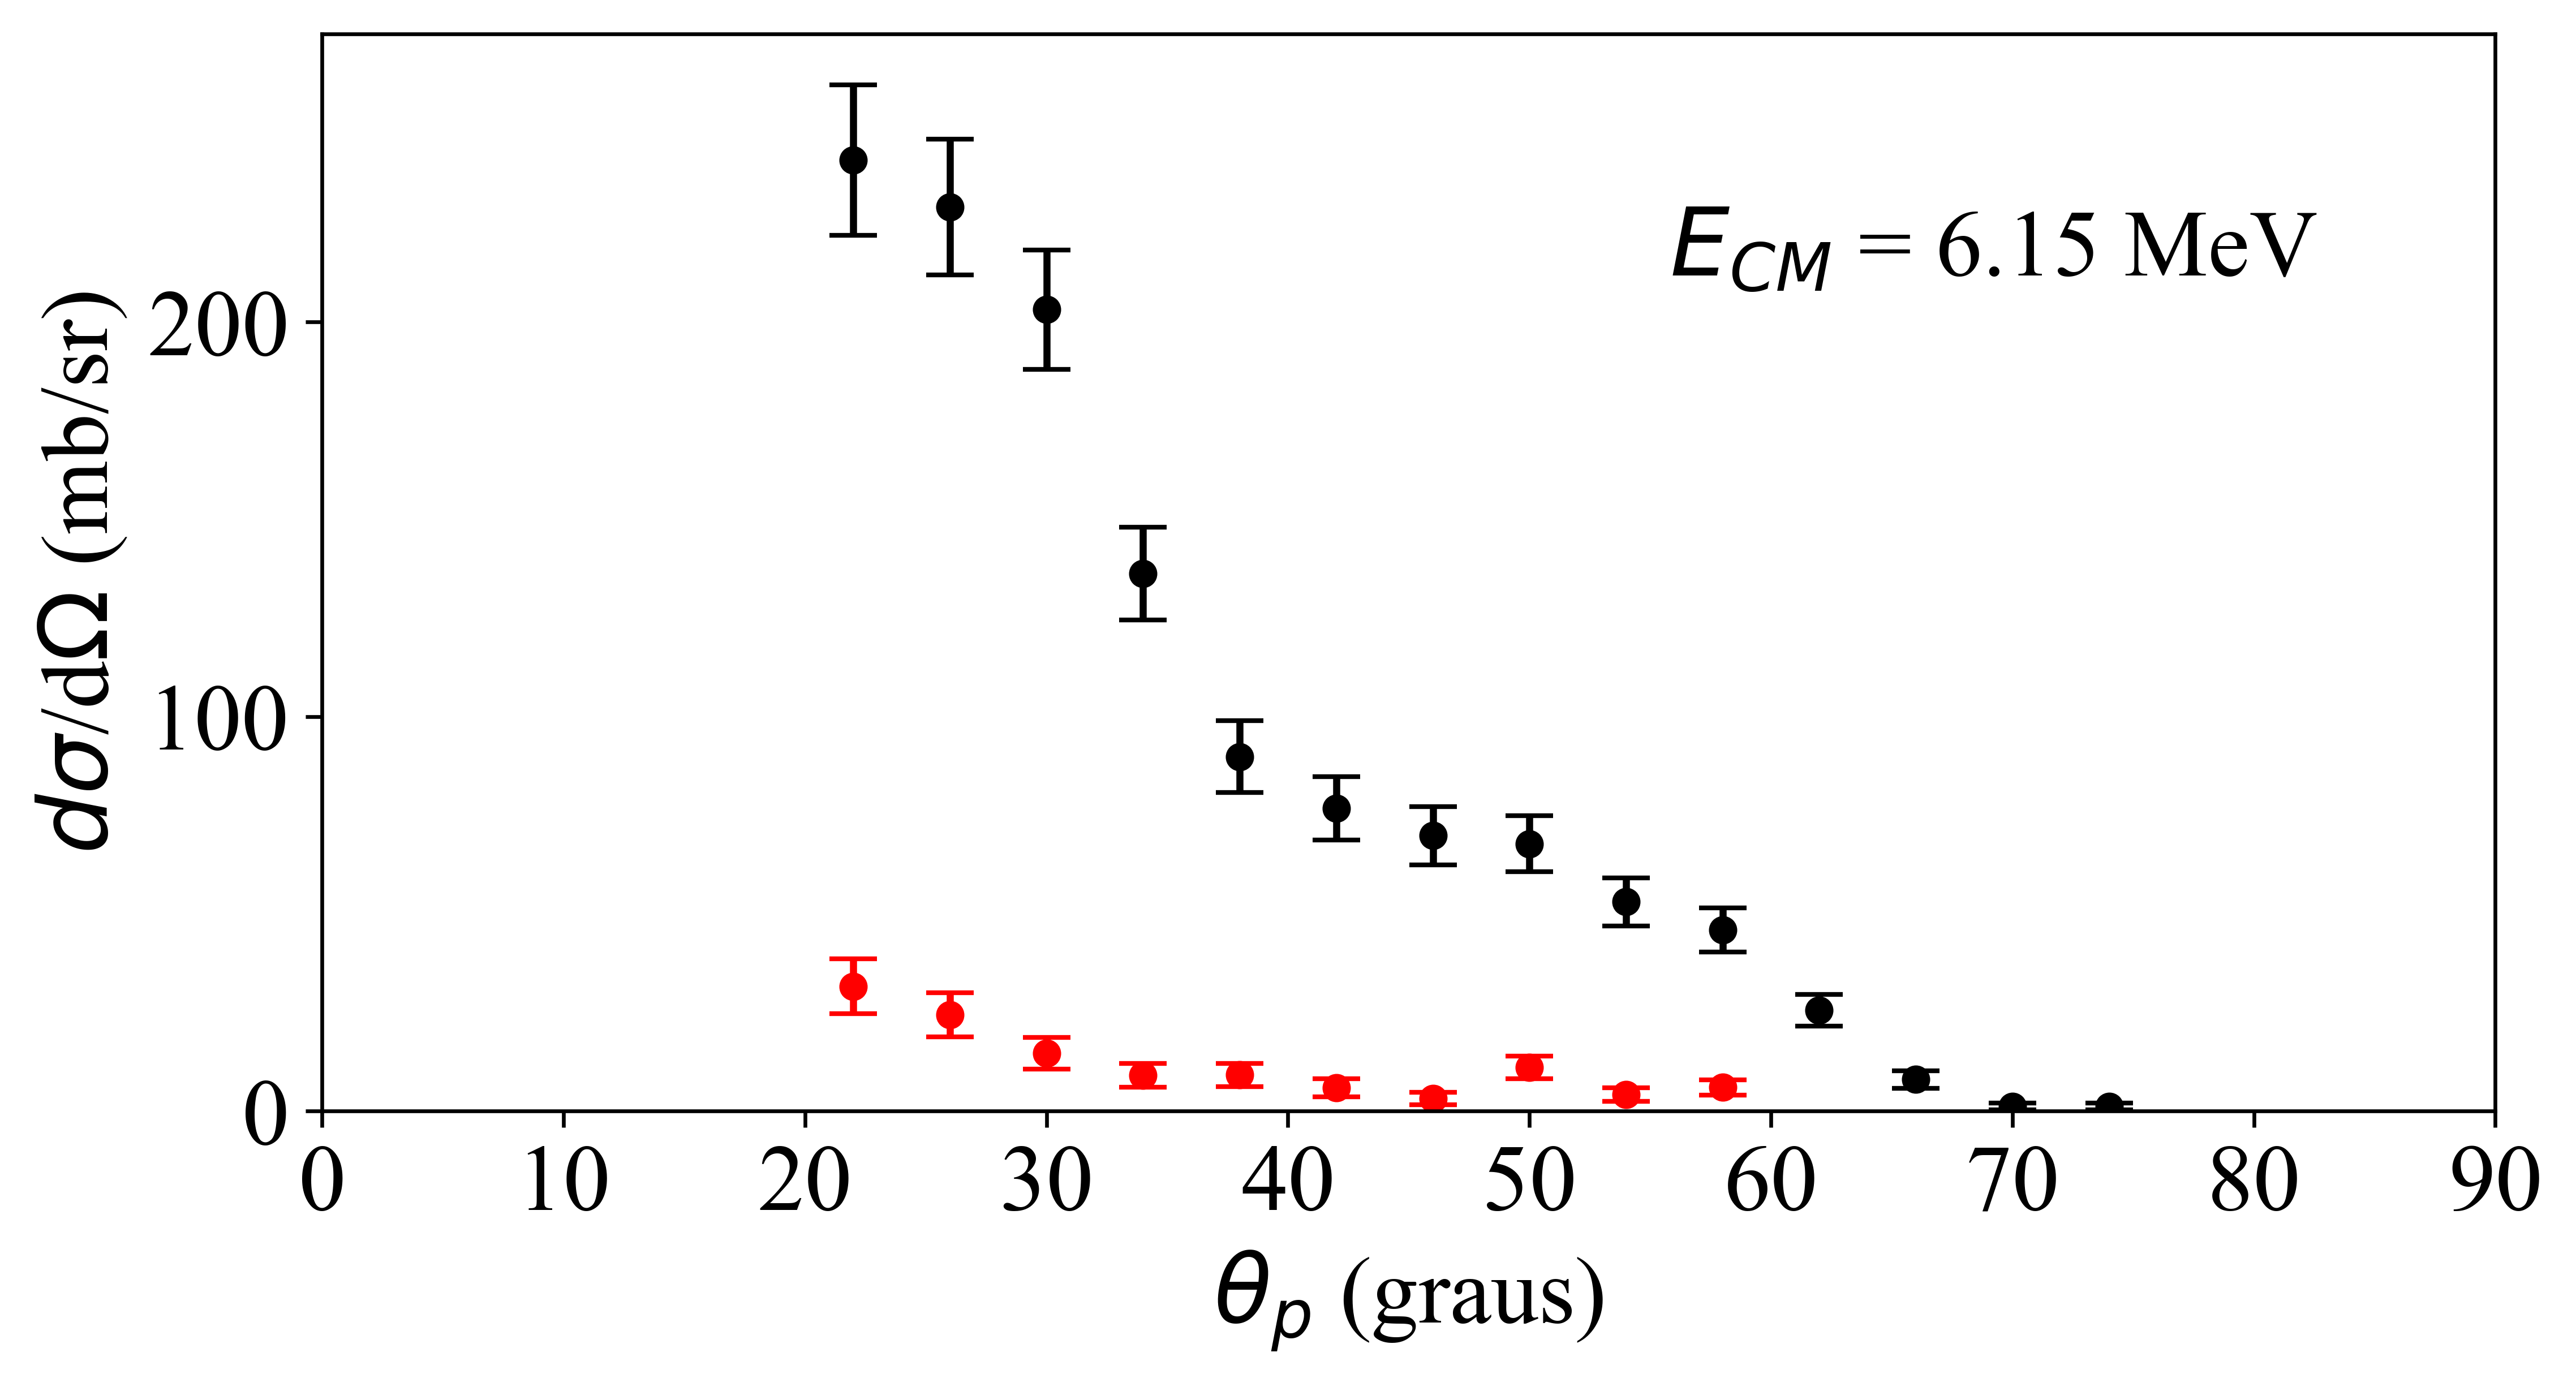 dσ/dΩ (mb/sr)
200
100
0
E_CM = 6.15 MeV
0 10 20 30 40 50 60 70 80 90
θ_p (graus)